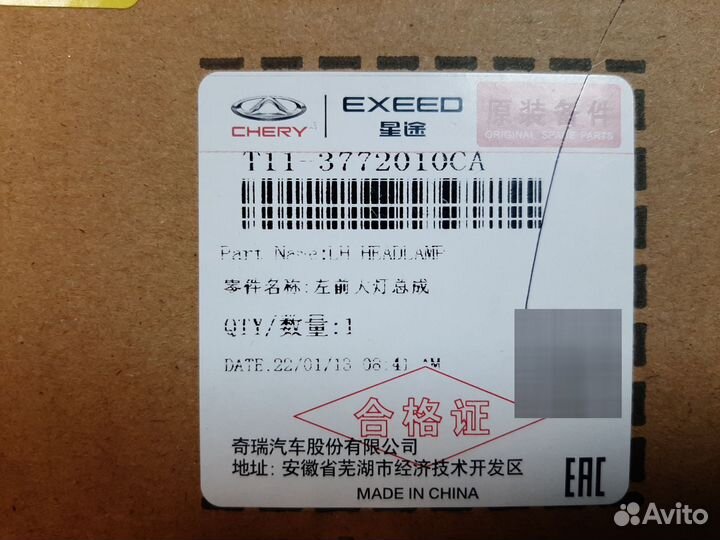 CHERY
EXEED
星途
原装备件
ORIGINAL SPARE PARTS
T11-3772010CA
Part Name:LH HEADLAMP
零件名称:左前大灯总成
QTY/数量:1
DATE.22/01/13 08:41 AM
合格证
奇瑞汽车股份有限公司
地址: 安徽省芜湖市经济技术开发区
MADE IN CHINA
EAC
Avito